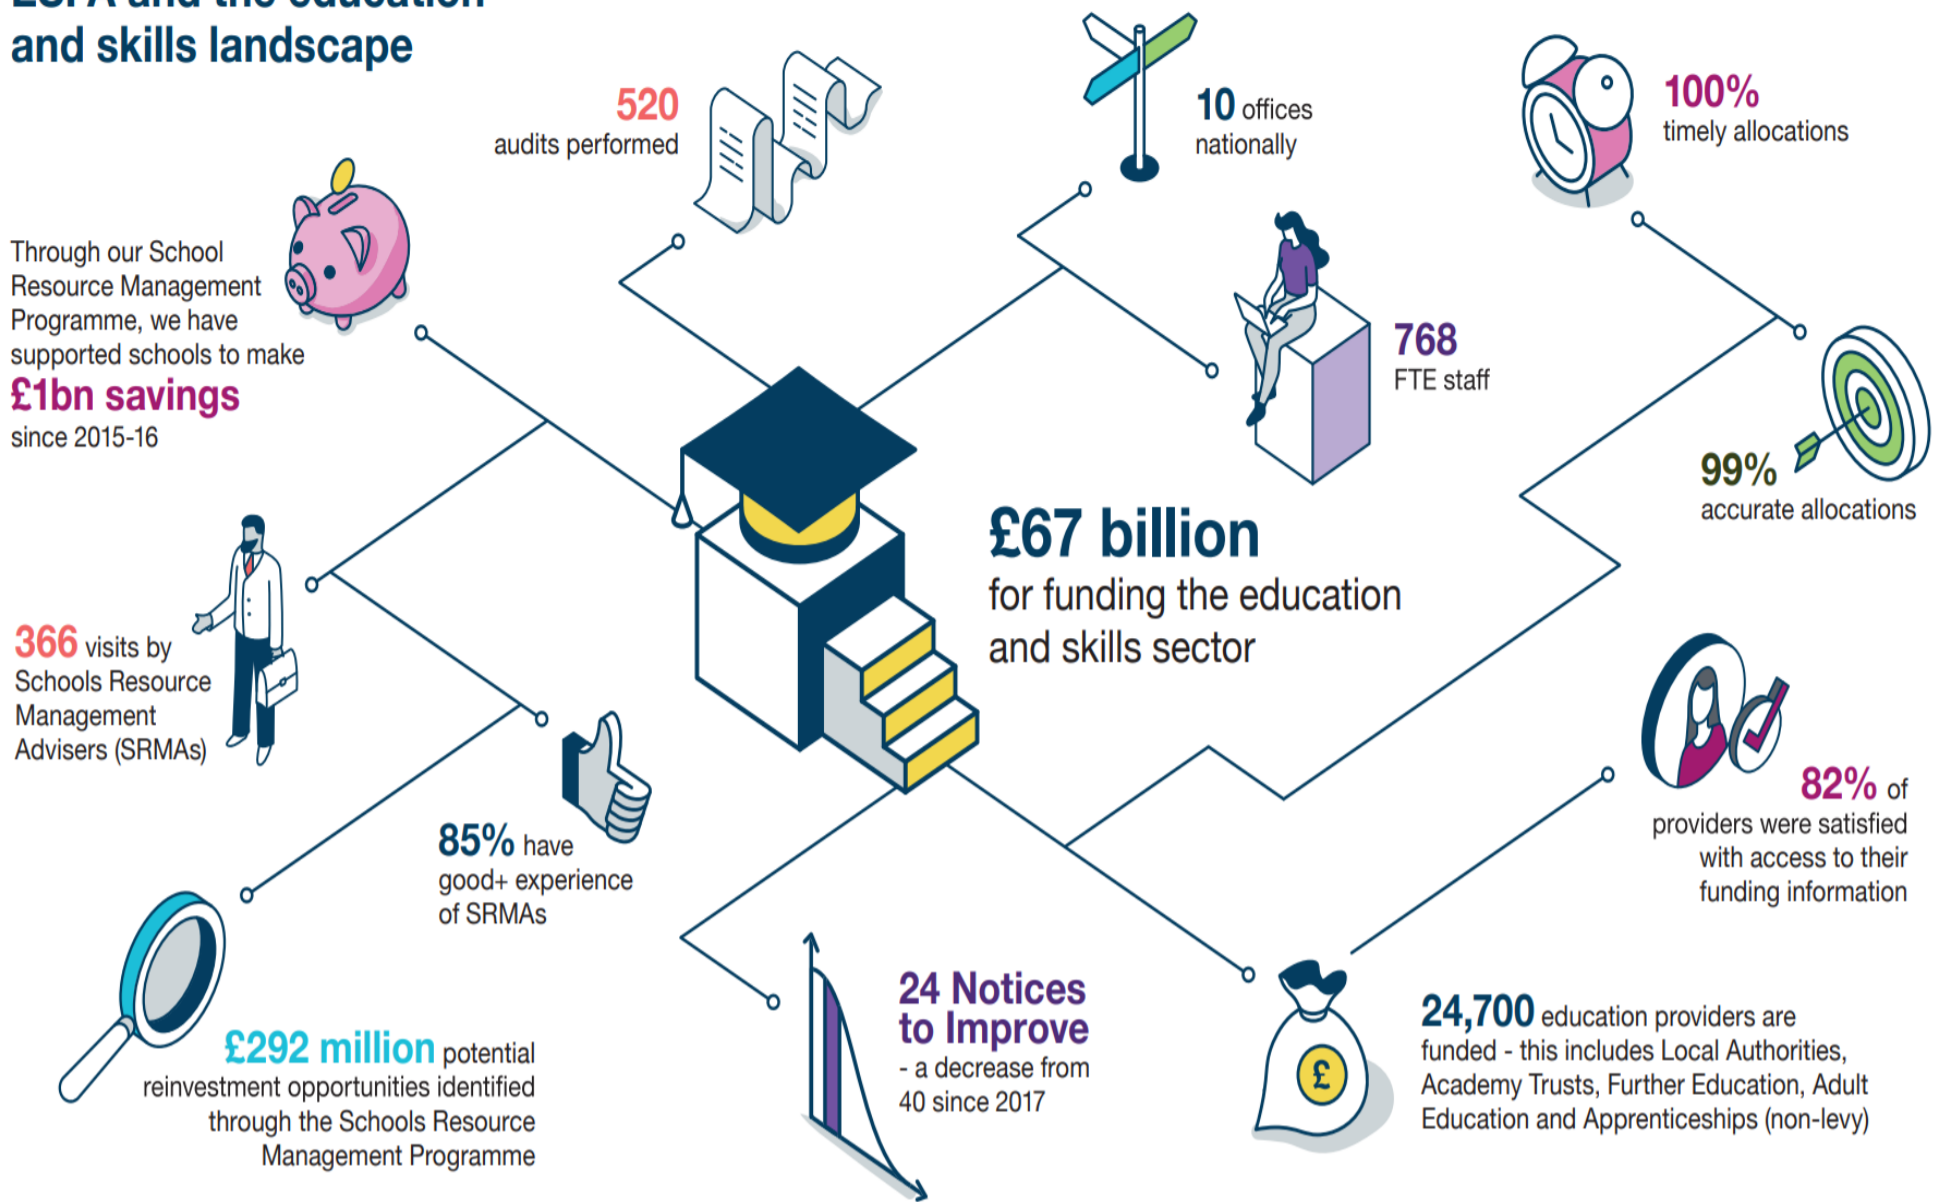 ESFA and the education
and skills landscape
520
audits performed
10 offices
nationally
100%
timely allocations
Through our School
Resource Management
Programme, we have
supported schools to make
£1bn savings
since 2015-16
768
FTE staff
99%
accurate allocations
£67 billion
for funding the education
and skills sector
366 visits by
Schools Resource
Management
Advisers (SRMAs)
85% have
good+ experience
of SRMAs
82% of
providers were satisfied
with access to their
funding information
£292 million potential
reinvestment opportunities identified
through the Schools Resource
Management Programme
24 Notices
to Improve
- a decrease from
40 since 2017
£
24,700 education providers are
funded - this includes Local Authorities,
Academy Trusts, Further Education, Adult
Education and Apprenticeships (non-levy)